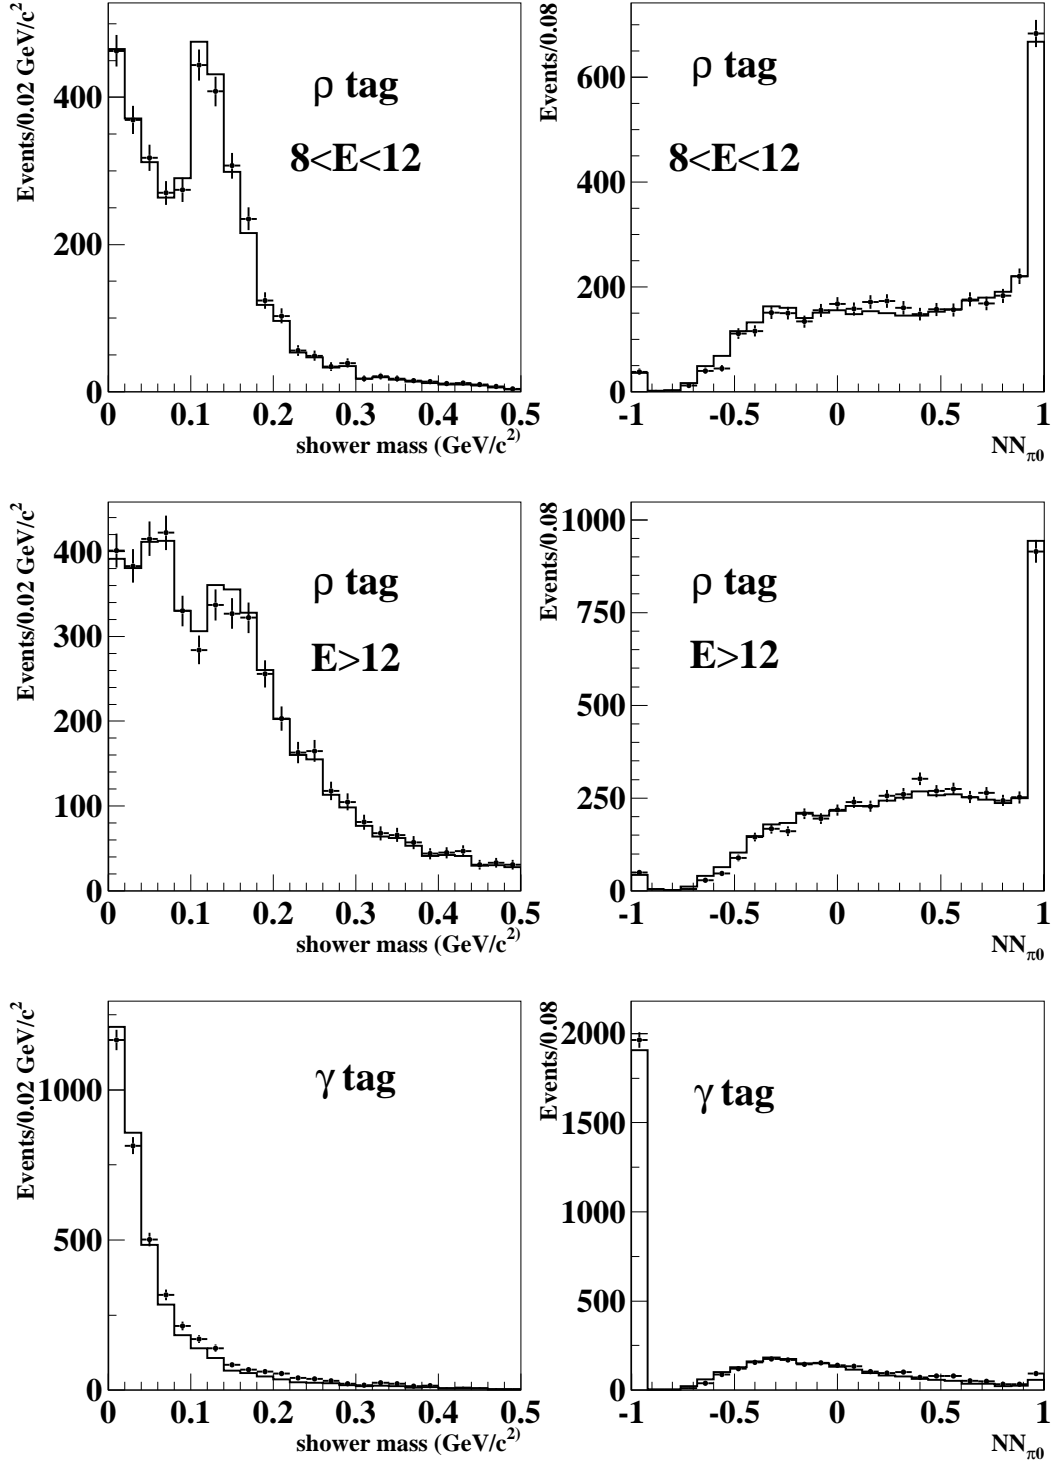 Events/0.02 GeV/c²
400
200
0
ρ tag
8<E<12
0 0.1 0.2 0.3 0.4 0.5
shower mass (GeV/c²)
Events/0.08
600
400
200
0
ρ tag
8<E<12
-1 -0.5 0 0.5 1
NN_π0
Events/0.02 GeV/c²
400
300
200
100
0
ρ tag
E>12
0 0.1 0.2 0.3 0.4 0.5
shower mass (GeV/c²)
Events/0.08
1000
750
500
250
0
ρ tag
E>12
-1 -0.5 0 0.5 1
NN_π0
Events/0.02 GeV/c²
1000
500
0
γ tag
0 0.1 0.2 0.3 0.4 0.5
shower mass (GeV/c²)
Events/0.08
2000
1500
1000
500
0
γ tag
-1 -0.5 0 0.5 1
NN_π0